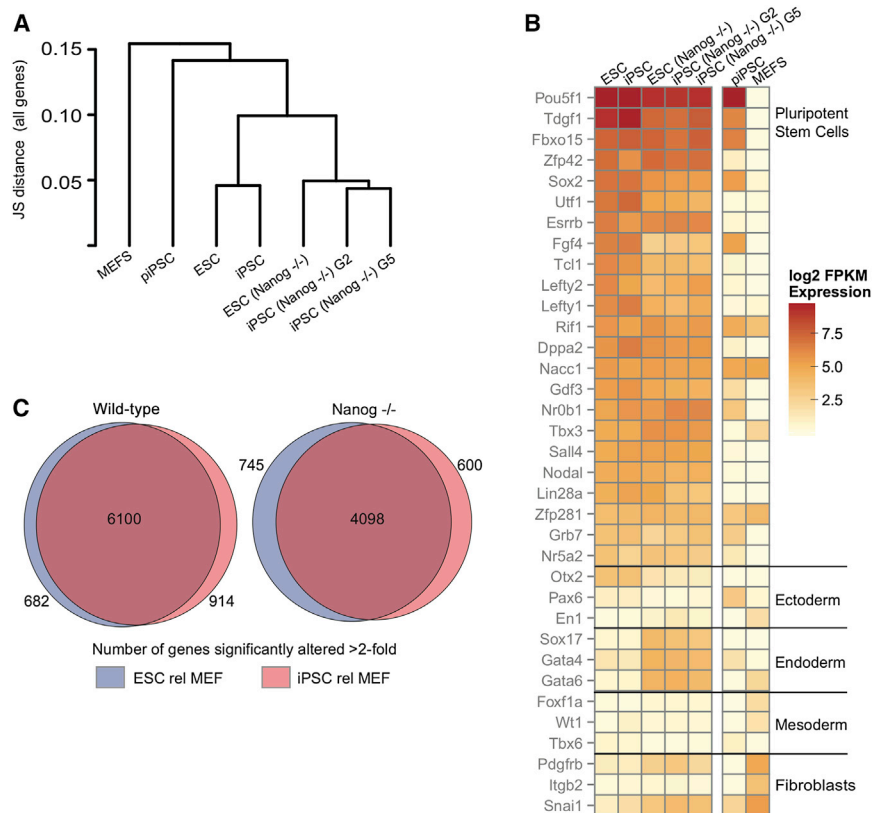 A
JS distance (all genes)
0.15
0.10
0.05
MEFS
piPSC
ESC
iPSC
ESC (Nanog -/-)
iPSC (Nanog -/-) G2
iPSC (Nanog -/-) G5
B
ESC
iPSC
ESC (Nanog -/-)
iPSC (Nanog -/-) G2
iPSC (Nanog -/-) G5
piPSC
MEFS
Pou5f1
Tdgf1
Fbxo15
Zfp42
Sox2
Utf1
Esrrb
Fgf4
Tcl1
Lefty2
Lefty1
Rif1
Dppa2
Nacc1
Gdf3
Nr0b1
Tbx3
Sall4
Nodal
Lin28a
Zfp281
Grb7
Nr5a2
Otx2
Pax6
En1
Sox17
Gata4
Gata6
Foxf1a
Wt1
Tbx6
Pdgfrb
Itgb2
Snai1
Pluripotent
Stem Cells
Ectoderm
Endoderm
Mesoderm
Fibroblasts
log2 FPKM
Expression
7.5
5.0
2.5
C
Wild-type
Nanog -/-
6100
682
914
745
4098
600
Number of genes significantly altered >2-fold
ESC rel MEF
iPSC rel MEF